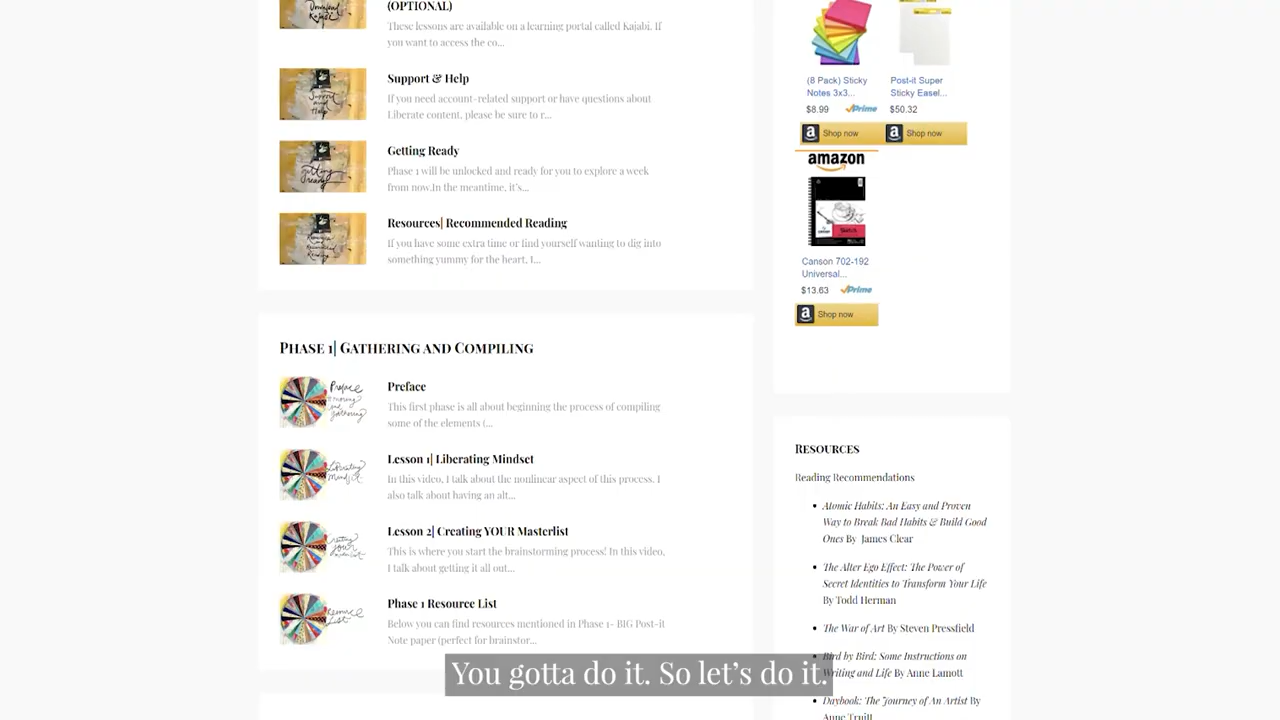 (OPTIONAL)
These lessons are available on a learning portal called Kajabi. If
you want to access the co...
Support & Help
If you need account-related support or have questions about
Liberate content, please be sure to r...
Getting Ready
Phase 1 will be unlocked and ready for you to explore a week
from now.In the meantime, it's...
Resources| Recommended Reading
If you have some extra time or find yourself wanting to dig into
something yummy for the heart, I...
Phase 1| Gathering and Compiling
Preface
This first phase is all about beginning the process of compiling
some of the elements (...
Lesson 1| Liberating Mindset
In this video, I talk about the nonlinear aspect of this process. I
also talk about having an alt...
Lesson 2| Creating YOUR Masterlist
This is where you start the brainstorming process! In this video,
I talk about getting it all out...
Phase 1 Resource List
Below you can find resources mentioned in Phase 1- BIG Post-it
Note paper (perfect for brainstor...
(8 Pack) Sticky
Notes 3x3...
$8.99 Prime
Shop now
Post-it Super
Sticky Easel...
$50.32
Shop now
amazon
Canson 702-192
Universal...
$13.63 Prime
Shop now
Resources
Reading Recommendations
Atomic Habits: An Easy and Proven
Way to Break Bad Habits & Build Good
Ones By James Clear
The Alter Ego Effect: The Power of
Secret Identities to Transform Your Life
By Todd Herman
The War of Art By Steven Pressfield
Bird by Bird: Some Instructions on
Writing and Life By Anne Lamott
Daybook: The Journey of An Artist By
Anne Truitt
You gotta do it. So let's do it.